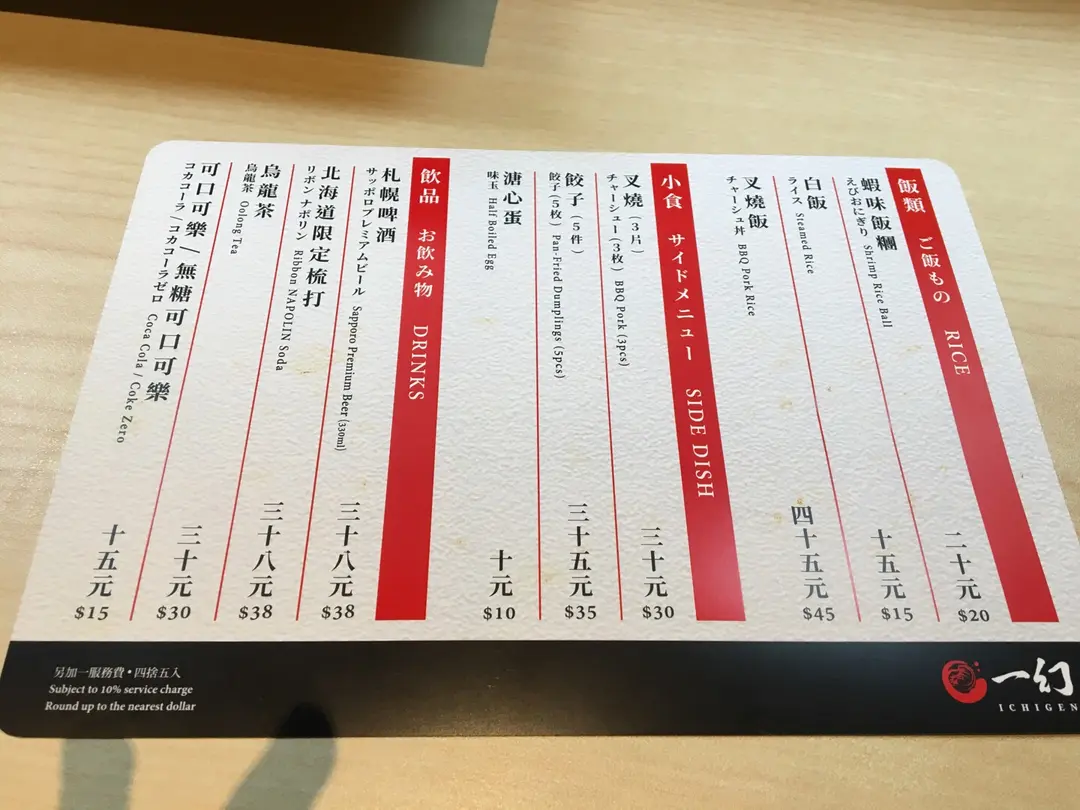 飯類 ご飯もの RICE
蝦味飯糰
えびおにぎり Shrimp Rice Ball
二十元
$20
白飯
ライス Steamed Rice
十五元
$15
叉燒飯
チャーシュ丼 BBQ Pork Rice
四十五元
$45
小食 サイドメニュー SIDE DISH
叉燒（3片）
チャーシュー（3枚） BBQ Pork (3pcs)
三十元
$30
餃子（5件）
餃子（5枚） Pan-Fried Dumplings (5pcs)
三十五元
$35
溏心蛋
味玉 Half Boiled Egg
十元
$10
飲品 お飲み物 DRINKS
札幌啤酒
サッポロプレミアムビール Sapporo Premium Beer (330ml)
三十八元
$38
北海道限定梳打
リボン ナポリン Ribbon NAPOLIN Soda
三十八元
$38
烏龍茶
烏龍茶 Oolong Tea
三十元
$30
可口可樂/無糖可口可樂
コカコーラ/コカコーラゼロ Coca Cola / Coke Zero
十五元
$15
另加一服務費•四捨五入
Subject to 10% service charge
Round up to the nearest dollar
一幻
ICHIGEN